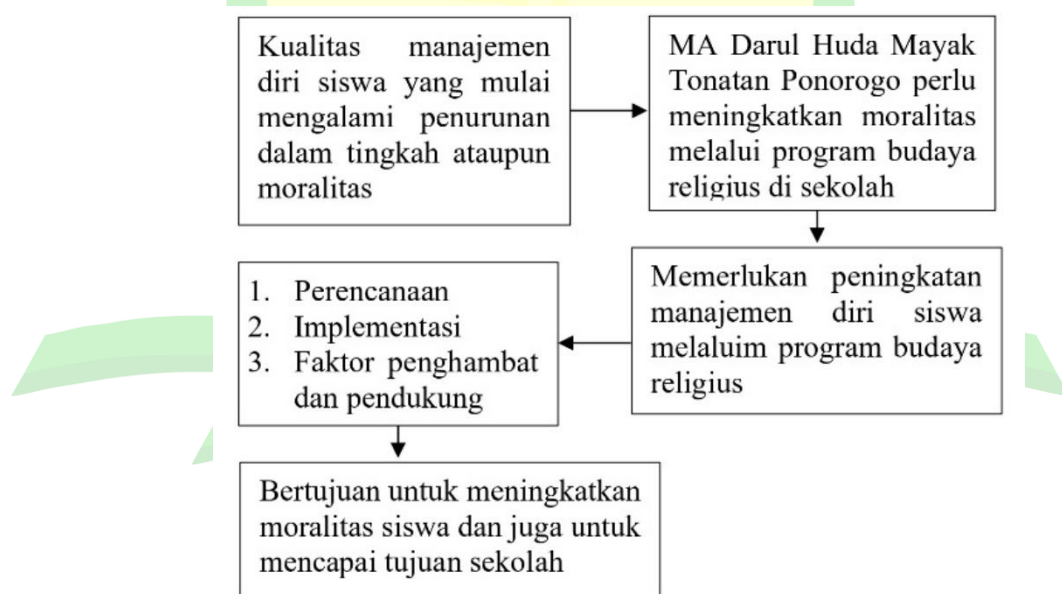 Kualitas manajemen
diri siswa yang mulai
mengalami penurunan
dalam tingkah ataupun
moralitas
MA Darul Huda Mayak
Tonatan Ponorogo perlu
meningkatkan moralitas
melalui program budaya
religius di sekolah
Memerlukan peningkatan
manajemen diri siswa
melaluim program budaya
religius
1. Perencanaan
2. Implementasi
3. Faktor penghambat
dan pendukung
Bertujuan untuk meningkatkan
moralitas siswa dan juga untuk
mencapai tujuan sekolah